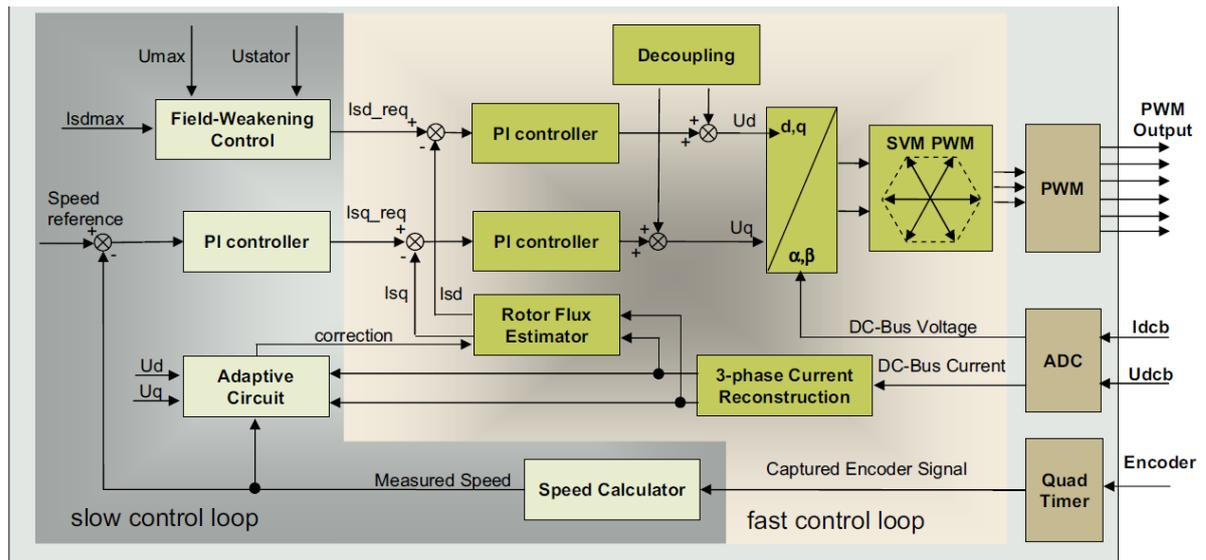 Umax
Ustator
Isdmax
Field-Weakening
Control
Isd_req
+
-
PI controller
Decoupling
+
+
Ud
d,q
α,β
SVM PWM
PWM
PWM
Output
Speed
reference
+
-
PI controller
Isq_req
+
-
PI controller
+
+
Uq
Isq
Isd
Rotor Flux
Estimator
correction
Ud
Uq
Adaptive
Circuit
3-phase Current
Reconstruction
DC-Bus Voltage
DC-Bus Current
ADC
Idcb
Udcb
Measured Speed
Speed Calculator
Captured Encoder Signal
Quad
Timer
Encoder
slow control loop
fast control loop